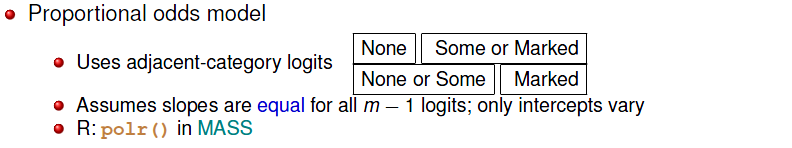 Proportional odds model
None Some or Marked
Uses adjacent-category logits
None or Some Marked
Assumes slopes are equal for all m − 1 logits; only intercepts vary
R: polr() in MASS